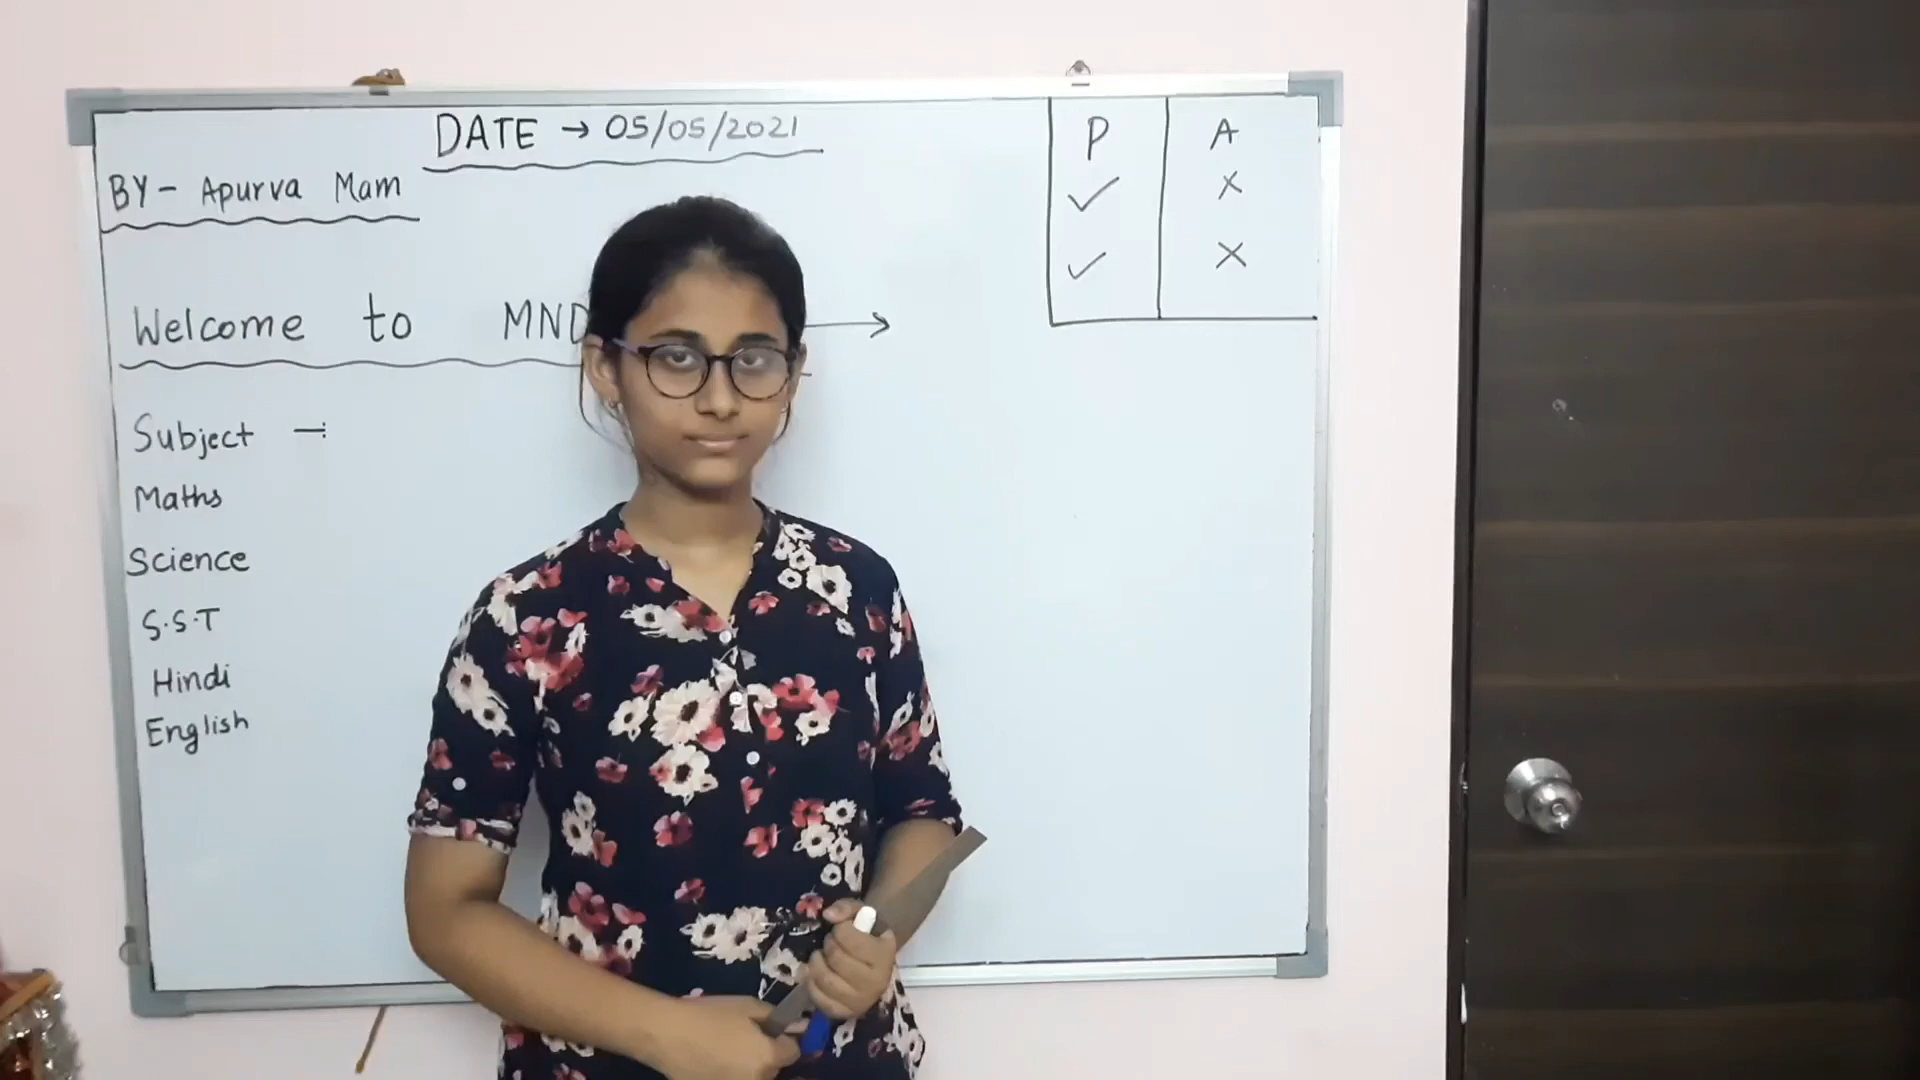 DATE → 05/05/2021
P A
BY- Apurva Mam
✓ ×
✓ ×
Welcome to →
Subject -:
Maths
Science
S.S.T
Hindi
English